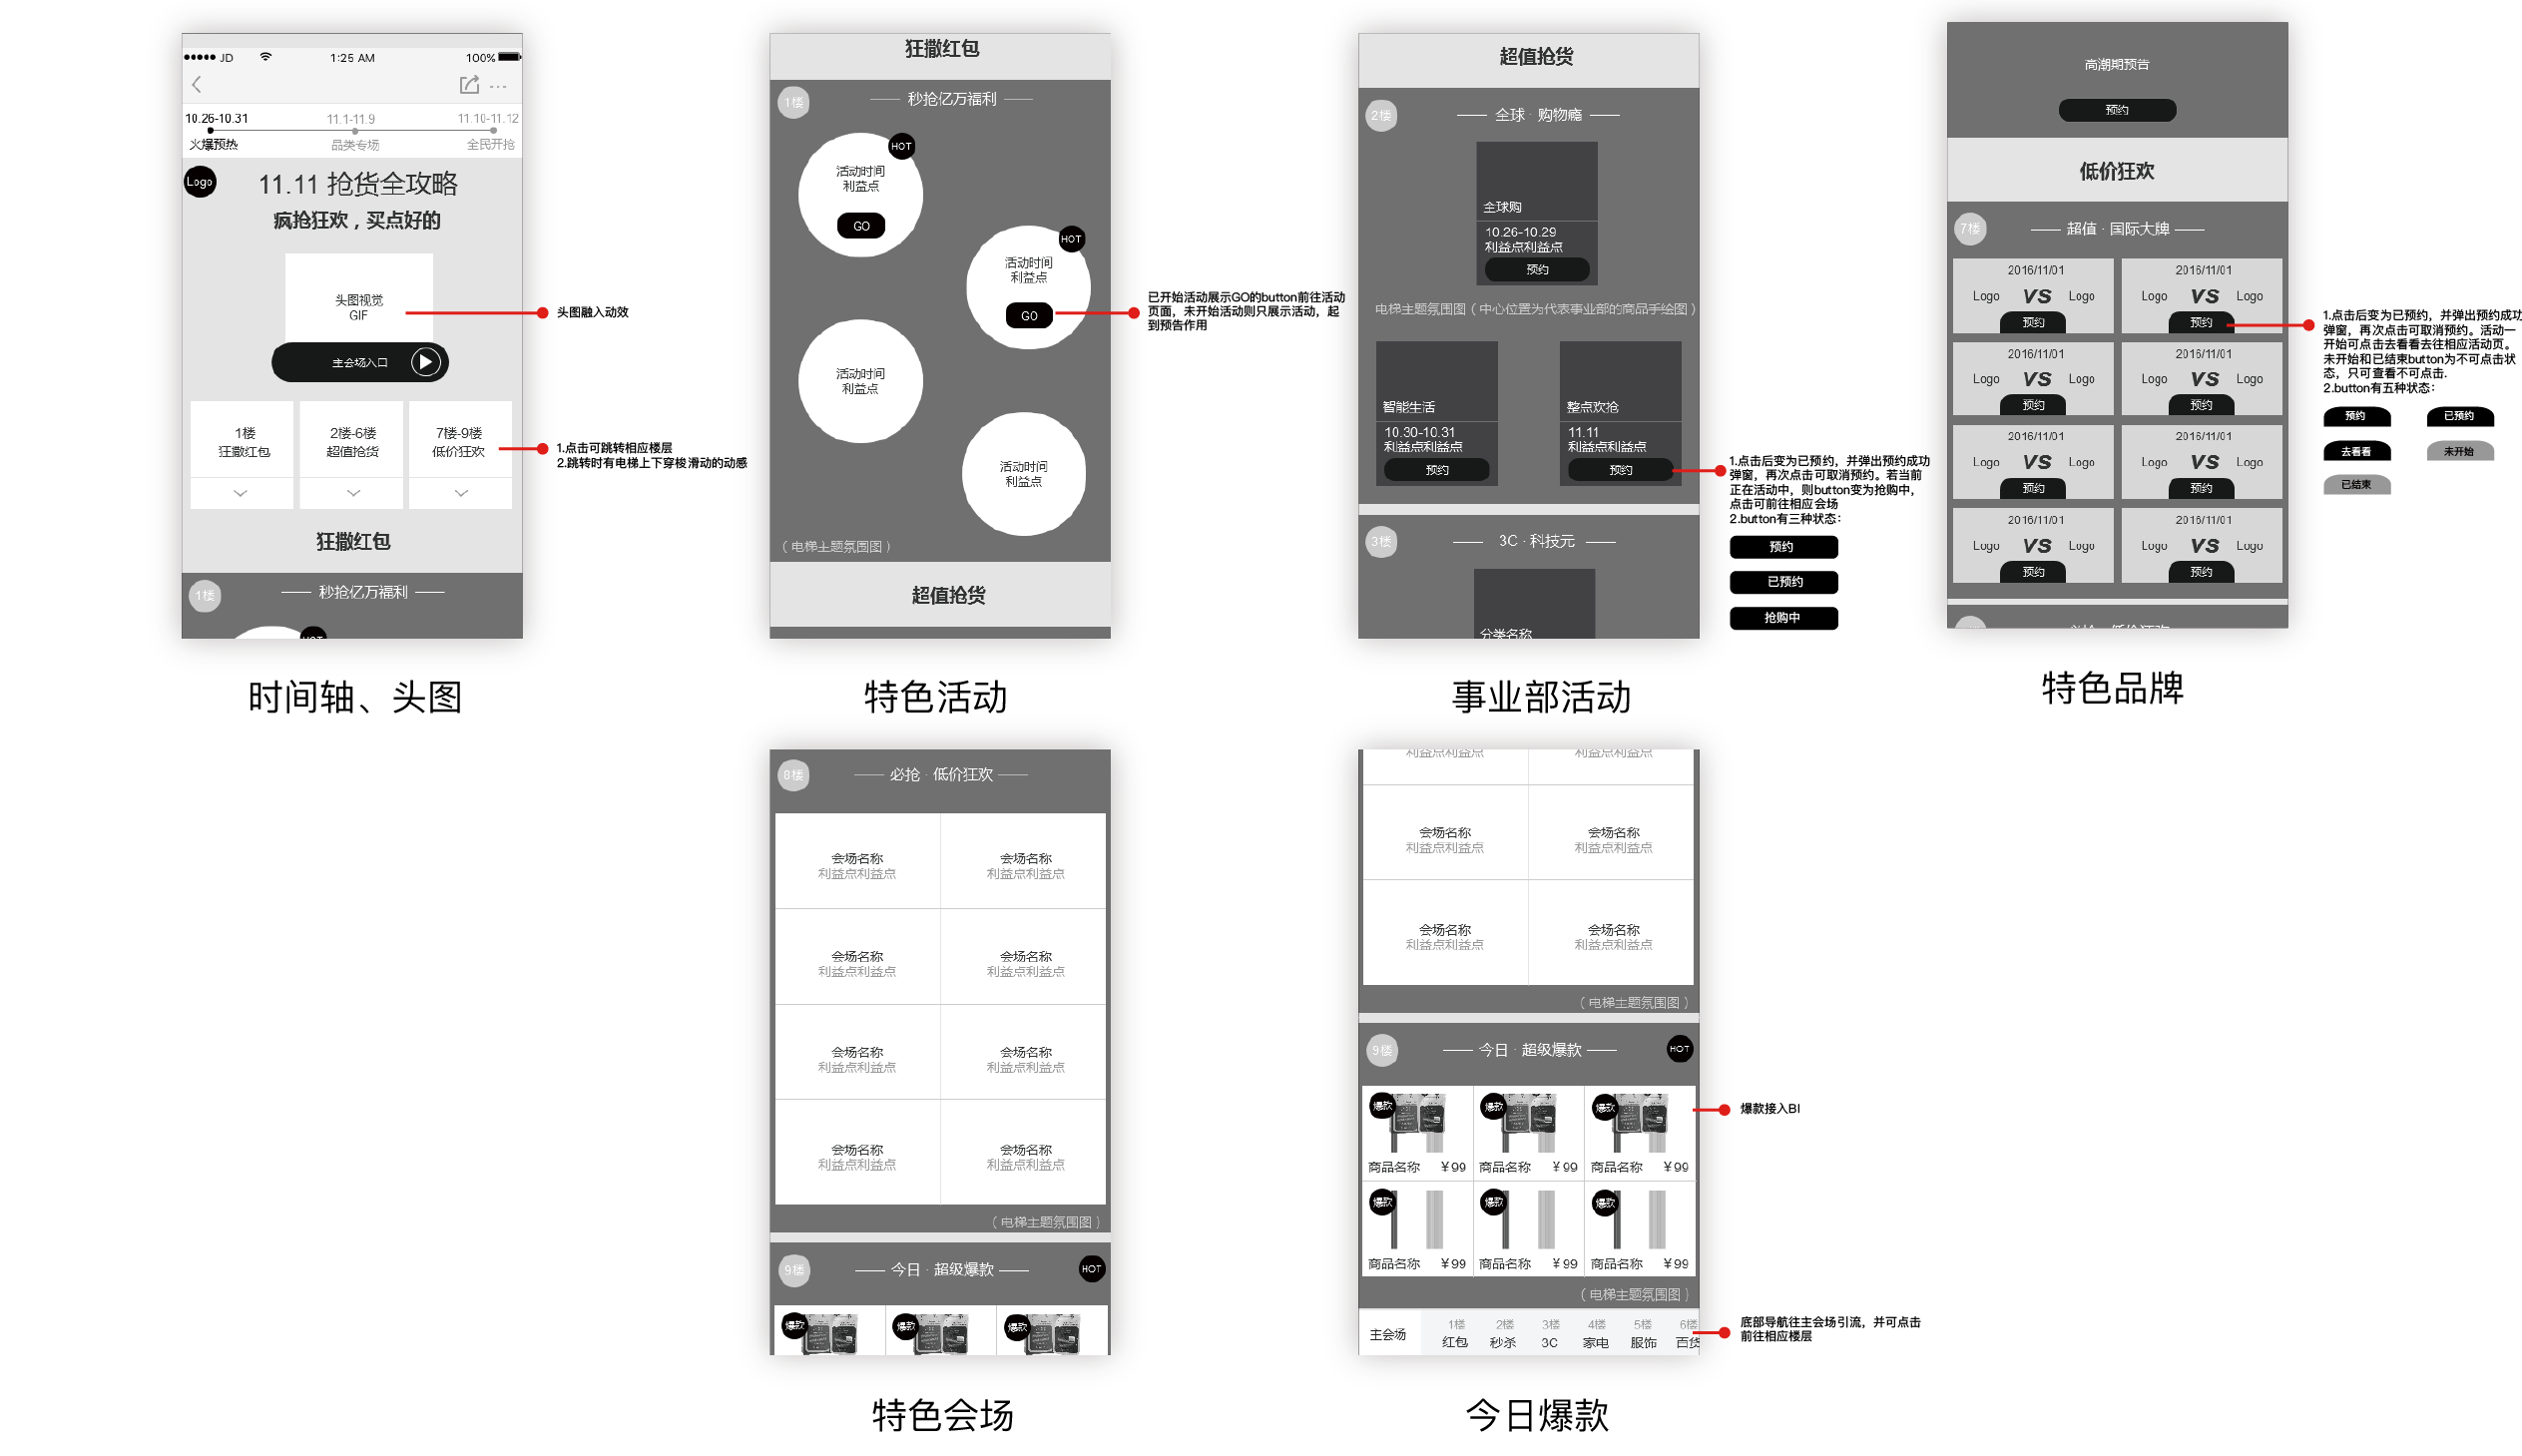 JD
1:25 AM
100%
10.26-10.31
11.1-11.9
11.10-11.12
火爆预热
品类专场
全民开抢
Logo
11.11 抢货全攻略
疯抢狂欢，买点好的
头图视觉
GIF
主会场入口
1楼
狂撒红包
2楼-6楼
超值抢货
7楼-9楼
低价狂欢
狂撒红包
1楼
秒抢亿万福利
HOT
头图融入动效
1.点击可跳转相应楼层
2.跳转时有电梯上下穿梭滑动的动感
时间轴、头图
狂撒红包
1楼
秒抢亿万福利
HOT
活动时间
利益点
GO
HOT
活动时间
利益点
GO
活动时间
利益点
活动时间
利益点
（电梯主题氛围图）
超值抢货
已开始活动展示GO的button前往活动
页面，未开始活动则只展示活动，起
到预告作用
特色活动
超值抢货
2楼
全球 · 购物瘾
全球购
10.26-10.29
利益点利益点
预约
电梯主题氛围图（中心位置为代表事业部的商品手绘图）
智能生活
10.30-10.31
利益点利益点
预约
整点欢抢
11.11
利益点利益点
预约
3楼
3C · 科技元
分类名称
1.点击后变为已预约，并弹出预约成功
弹窗，再次点击可取消预约。若当前
正在活动中，则button变为抢购中，
点击可前往相应会场
2.button有三种状态：
预约
已预约
抢购中
事业部活动
高潮期预告
预约
低价狂欢
7楼
超值 · 国际大牌
2016/11/01
Logo VS Logo
预约
2016/11/01
Logo VS Logo
预约
2016/11/01
Logo VS Logo
预约
2016/11/01
Logo VS Logo
预约
2016/11/01
Logo VS Logo
预约
2016/11/01
Logo VS Logo
预约
2016/11/01
Logo VS Logo
预约
2016/11/01
Logo VS Logo
预约
必抢 · 低价狂欢
1.点击后变为已预约，并弹出预约成功
弹窗，再次点击可取消预约。活动一
开始可点击去看看去往相应活动页。
未开始和已结束button为不可点击状
态，只可查看不可点击.
2.button有五种状态：
预约
已预约
去看看
未开始
已结束
特色品牌
8楼
必抢 · 低价狂欢
会场名称
利益点利益点
会场名称
利益点利益点
会场名称
利益点利益点
会场名称
利益点利益点
会场名称
利益点利益点
会场名称
利益点利益点
会场名称
利益点利益点
会场名称
利益点利益点
（电梯主题氛围图）
9楼
今日 · 超级爆款
HOT
爆款
爆款
爆款
特色会场
利益点利益点
利益点利益点
会场名称
利益点利益点
会场名称
利益点利益点
会场名称
利益点利益点
会场名称
利益点利益点
（电梯主题氛围图）
9楼
今日 · 超级爆款
HOT
爆款
商品名称 ￥99
爆款
商品名称 ￥99
爆款
商品名称 ￥99
爆款
商品名称 ￥99
爆款
商品名称 ￥99
爆款
商品名称 ￥99
（电梯主题氛围图）
主会场
1楼
红包
2楼
秒杀
3楼
3C
4楼
家电
5楼
服饰
6楼
百货
爆款接入BI
底部导航往主会场引流，并可点击
前往相应楼层
今日爆款